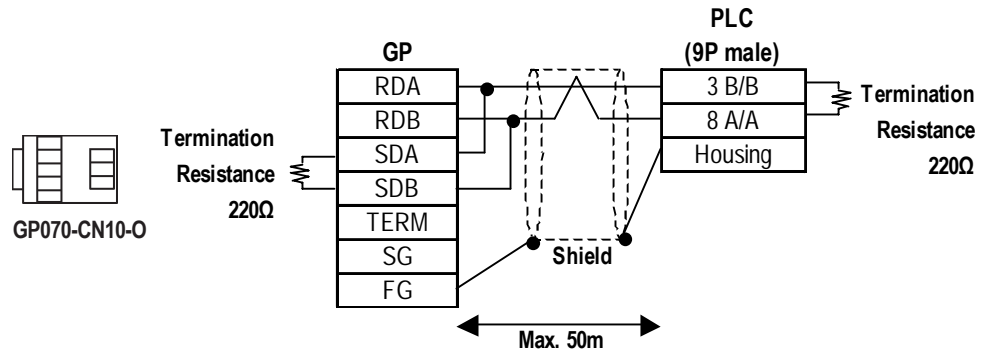 PLC
(9P male)
GP
RDA
RDB
SDA
SDB
TERM
SG
FG
3 B/B
8 A/A
Housing
Termination
Resistance
220Ω
Termination
Resistance
220Ω
GP070-CN10-O
Shield
Max. 50m